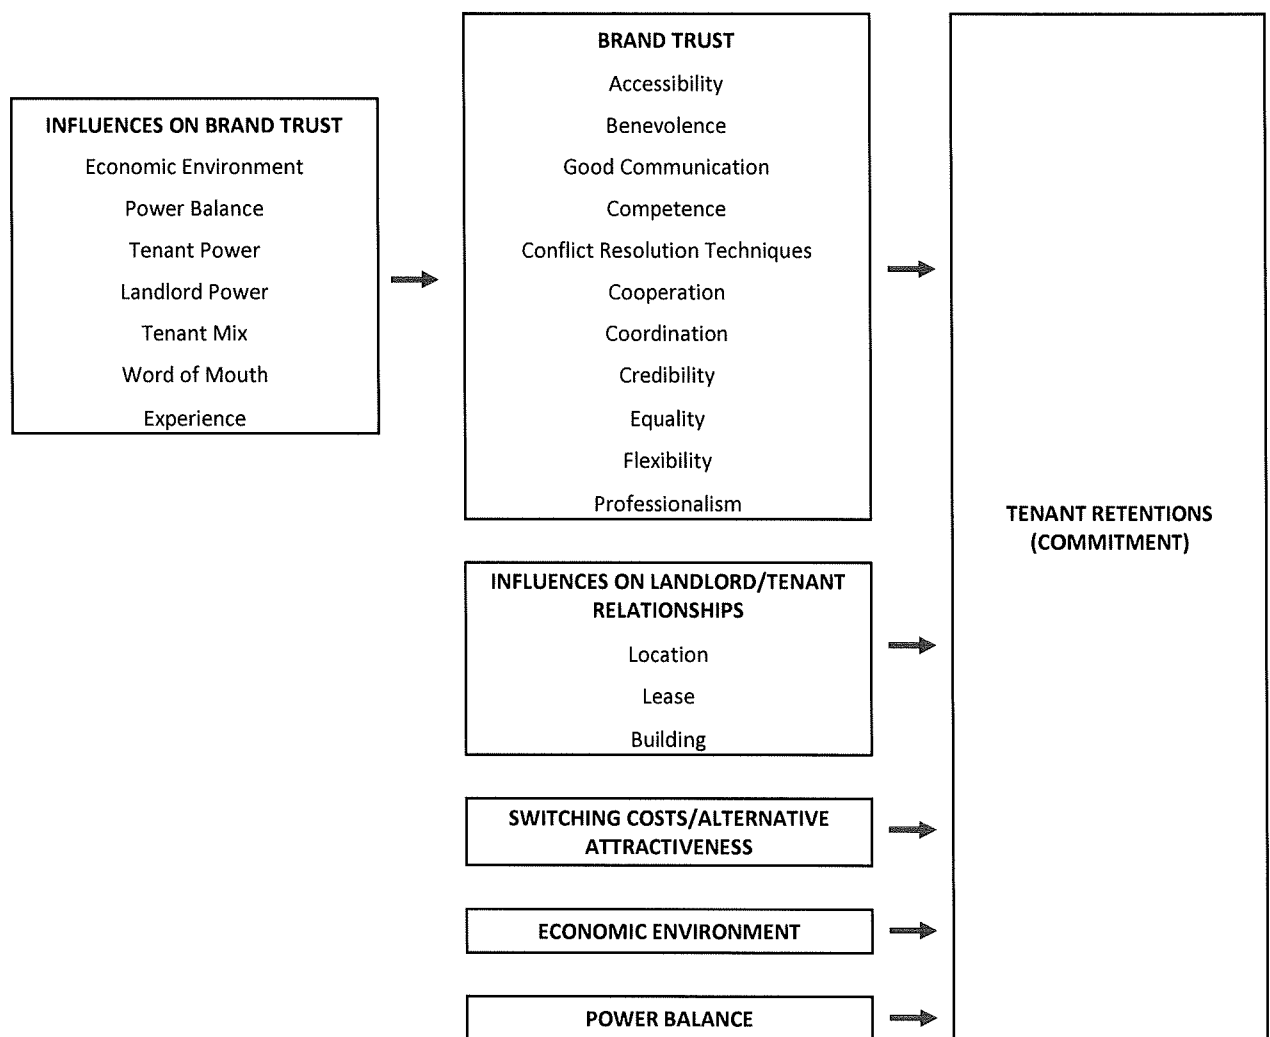 INFLUENCES ON BRAND TRUST
Economic Environment
Power Balance
Tenant Power
Landlord Power
Tenant Mix
Word of Mouth
Experience
BRAND TRUST
Accessibility
Benevolence
Good Communication
Competence
Conflict Resolution Techniques
Cooperation
Coordination
Credibility
Equality
Flexibility
Professionalism
INFLUENCES ON LANDLORD/TENANT
RELATIONSHIPS
Location
Lease
Building
SWITCHING COSTS/ALTERNATIVE
ATTRACTIVENESS
ECONOMIC ENVIRONMENT
POWER BALANCE
TENANT RETENTIONS
(COMMITMENT)